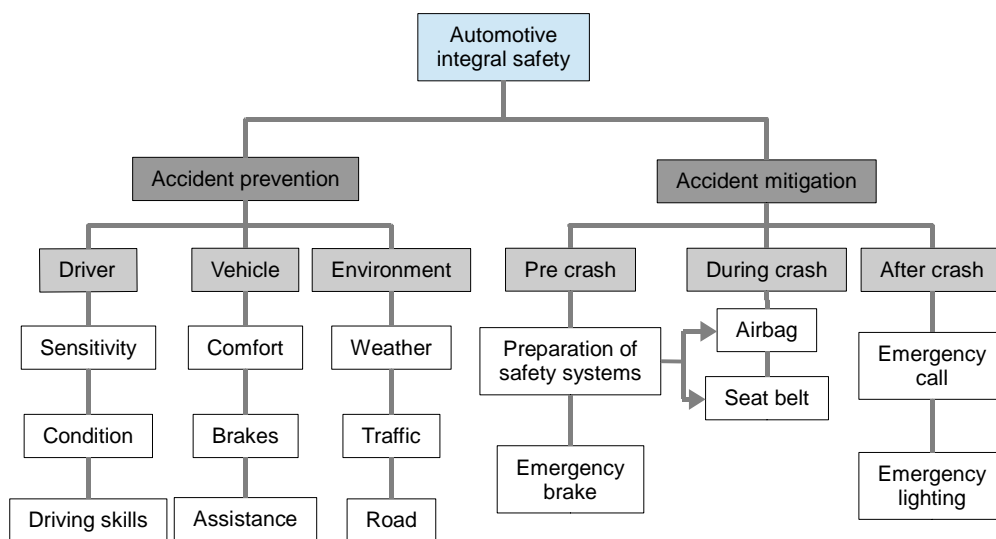 Automotive
integral safety
Accident prevention
Accident mitigation
Driver
Vehicle
Environment
Pre crash
During crash
After crash
Sensitivity
Comfort
Weather
Preparation of
safety systems
Airbag
Seat belt
Emergency
call
Condition
Brakes
Traffic
Emergency
brake
Emergency
lighting
Driving skills
Assistance
Road